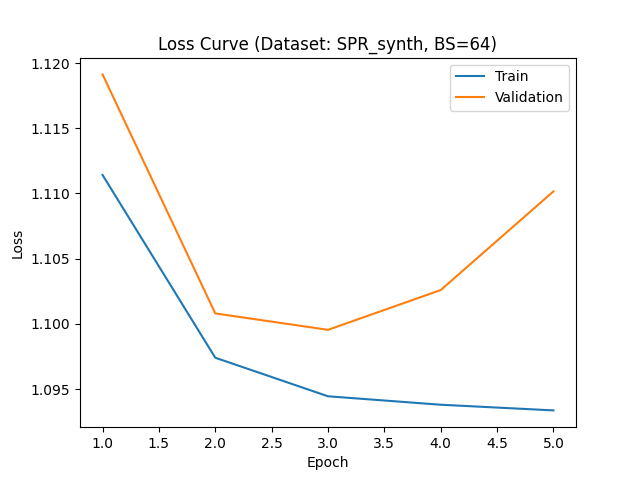 Loss Curve (Dataset: SPR_synth, BS=64)
Train
Validation
Loss
1.120
1.115
1.110
1.105
1.100
1.095
1.0 1.5 2.0 2.5 3.0 3.5 4.0 4.5 5.0
Epoch